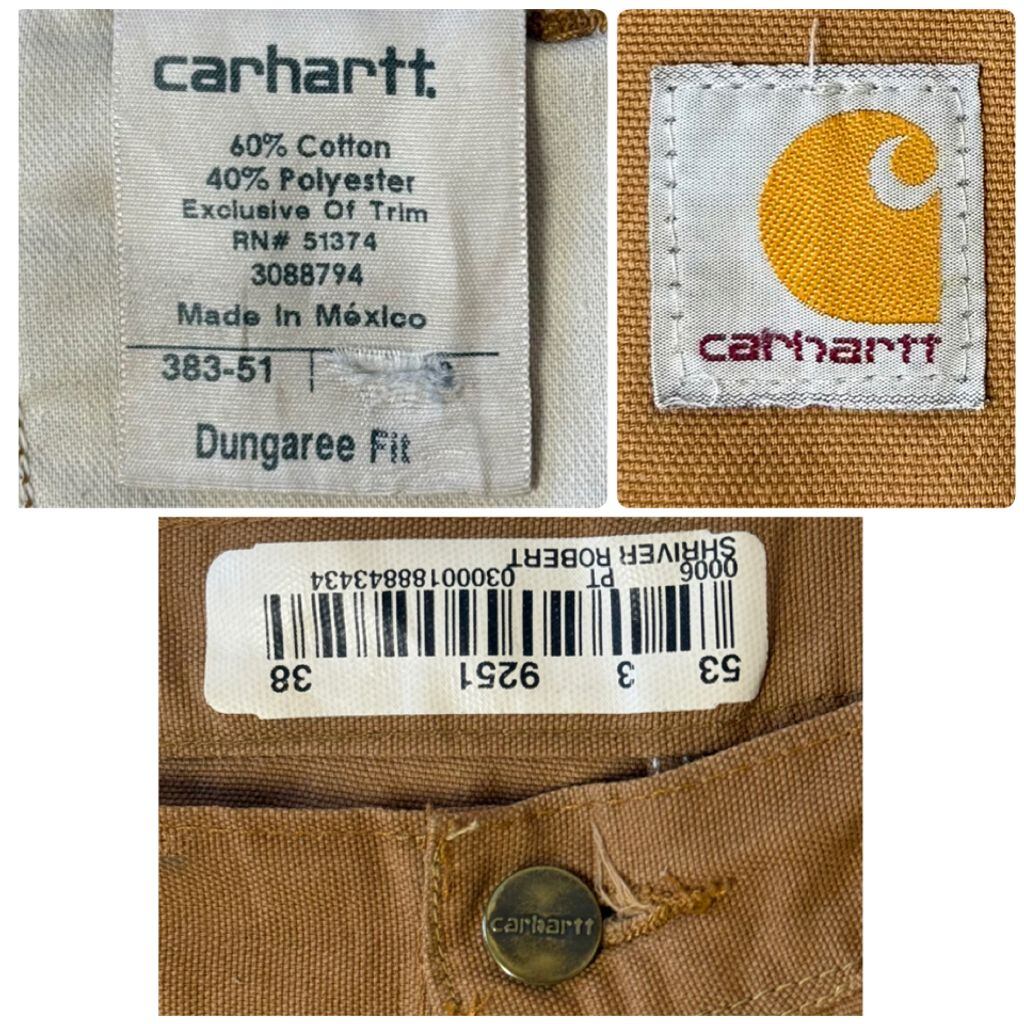 carhartt.
60% Cotton
40% Polyester
Exclusive Of Trim
RN# 51374
3088794
Made In México
383-51
Dungaree Fit
carhartt
53 3 9251 38
03000188843434
0006 PT
SHRIVER ROBERT
carhartt